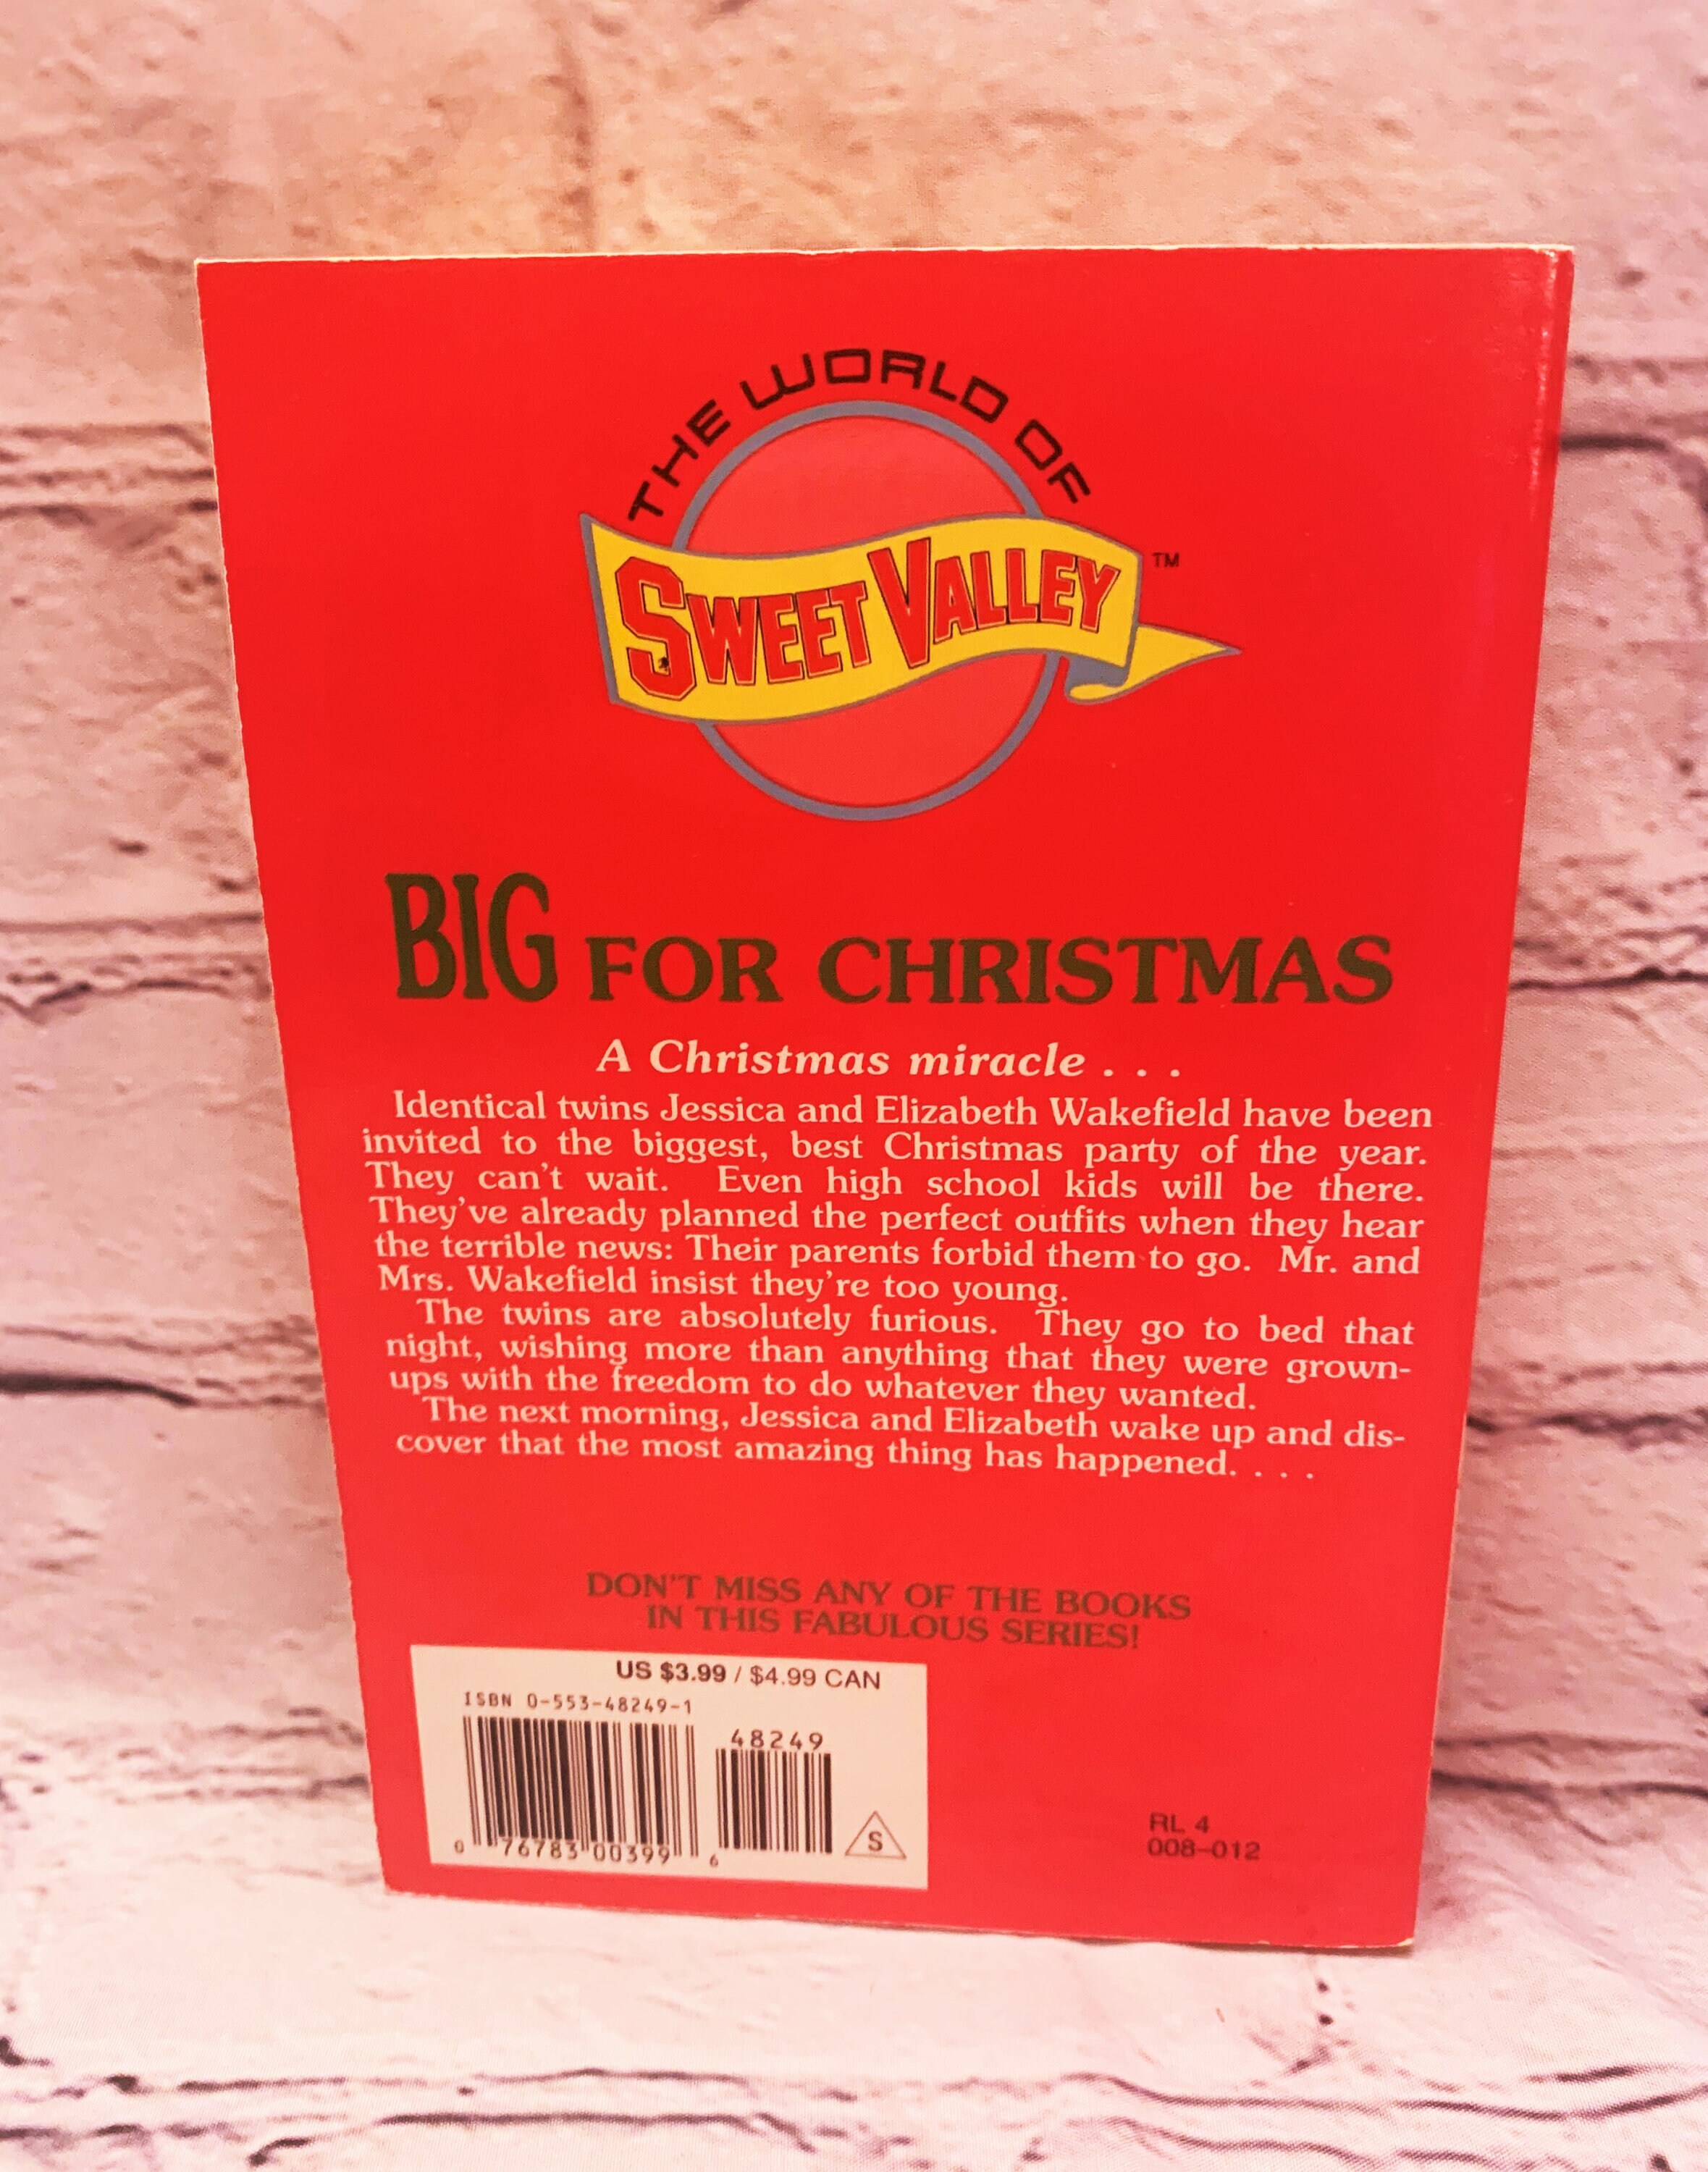 THE WORLD OF
SWEET VALLEY™
BIG FOR CHRISTMAS
A Christmas miracle . . .
Identical twins Jessica and Elizabeth Wakefield have been
invited to the biggest, best Christmas party of the year.
They can't wait. Even high school kids will be there.
They've already planned the perfect outfits when they hear
the terrible news: Their parents forbid them to go. Mr. and
Mrs. Wakefield insist they're too young.
The twins are absolutely furious. They go to bed that
night, wishing more than anything that they were grown-
ups with the freedom to do whatever they wanted.
The next morning, Jessica and Elizabeth wake up and dis-
cover that the most amazing thing has happened. . . .
DON'T MISS ANY OF THE BOOKS
IN THIS FABULOUS SERIES!
US $3.99 / $4.99 CAN
ISBN 0-553-48249-1
48249
0 76783 00399 6
S
RL 4
008-012